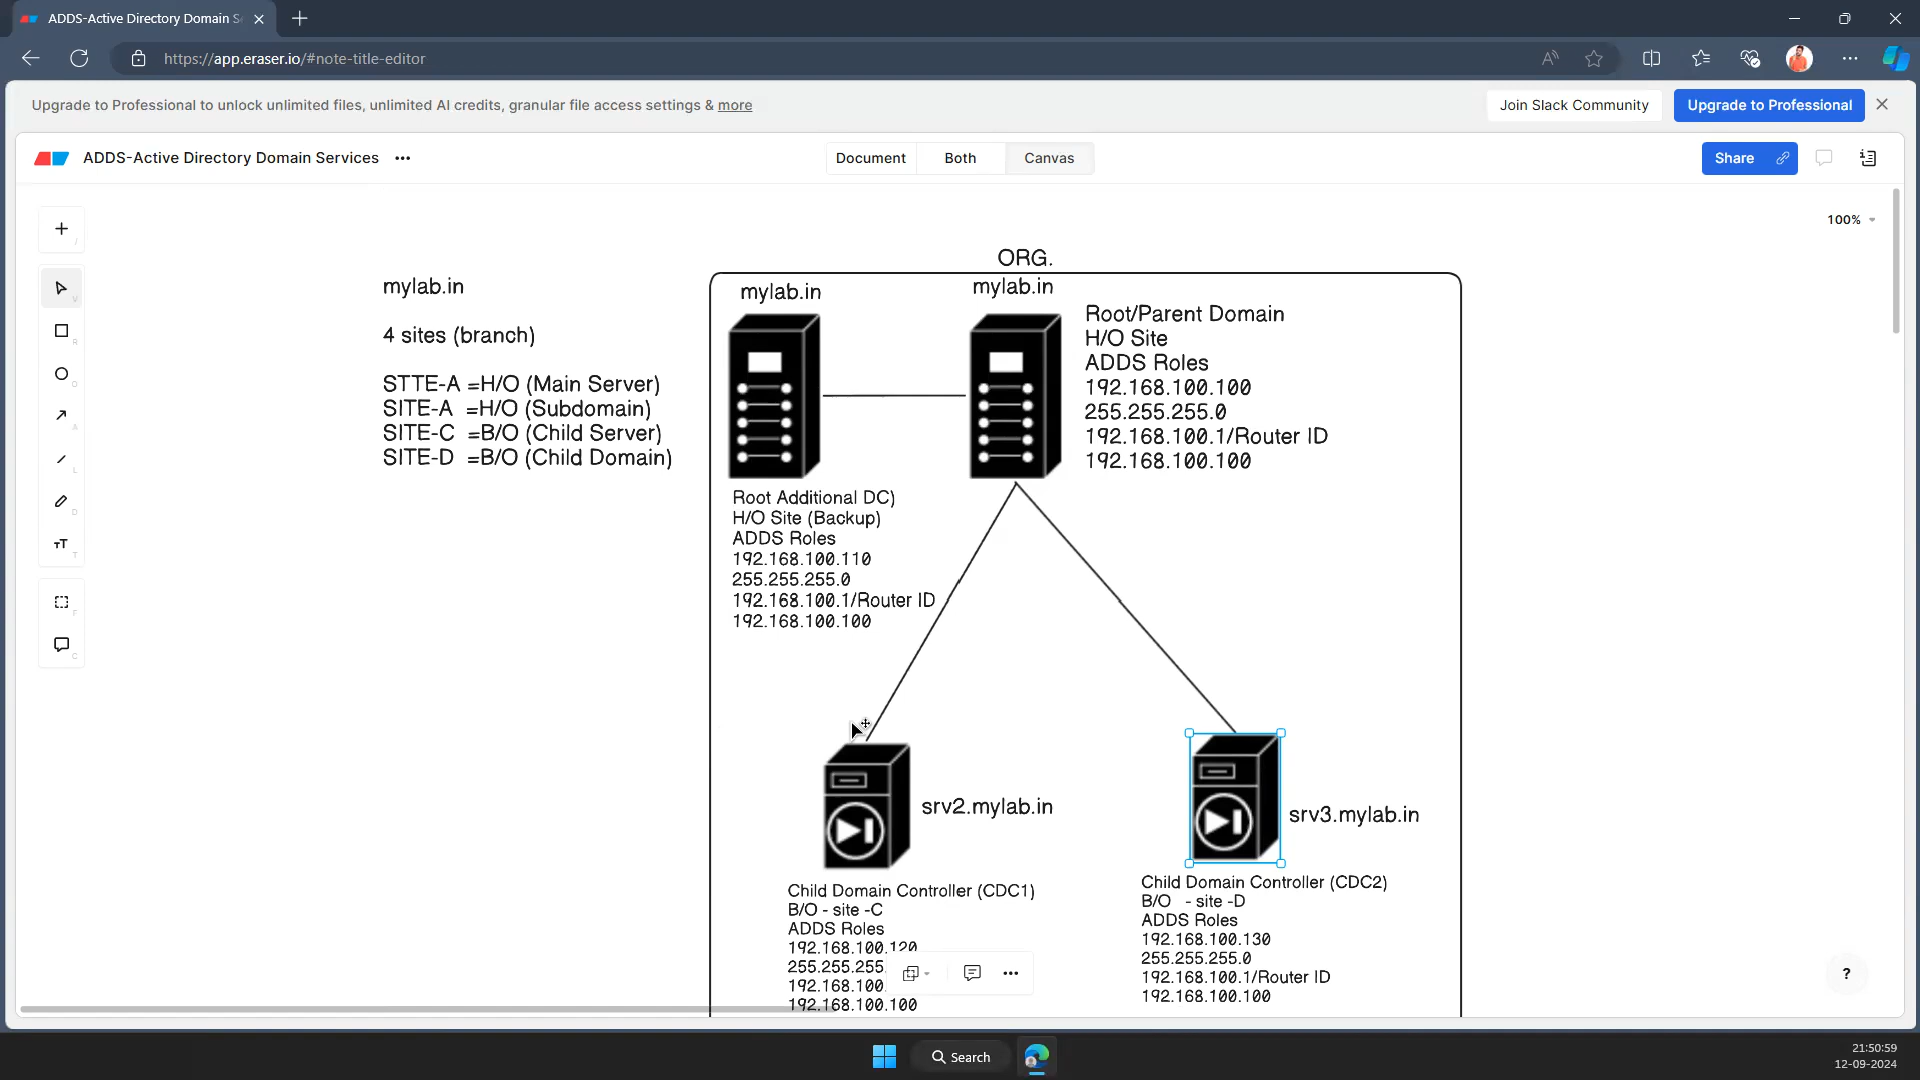 ADDS-Active Directory Domain S
https://app.eraser.io/#note-title-editor
Upgrade to Professional to unlock unlimited files, unlimited AI credits, granular file access settings & more
Join Slack Community
Upgrade to Professional
ADDS-Active Directory Domain Services
Document
Both
Canvas
Share
100%
ORG.
mylab.in
4 sites (branch)
STTE-A =H/O (Main Server)
SITE-A =H/O (Subdomain)
SITE-C =B/O (Child Server)
SITE-D =B/O (Child Domain)
mylab.in
mylab.in
Root/Parent Domain
H/O Site
ADDS Roles
192.168.100.100
255.255.255.0
192.168.100.1/Router ID
192.168.100.100
Root Additional DC)
H/O Site (Backup)
ADDS Roles
192.168.100.110
255.255.255.0
192.168.100.1/Router ID
192.168.100.100
srv2.mylab.in
srv3.mylab.in
Child Domain Controller (CDC1)
B/O - site -C
ADDS Roles
192.168.100.120
255.255.255.
192.168.100.
192.168.100.100
Child Domain Controller (CDC2)
B/O - site -D
ADDS Roles
192.168.100.130
255.255.255.0
192.168.100.1/Router ID
192.168.100.100
/
V
R
O
A
L
D
T
F
C
?
Search
21:50:59
12-09-2024